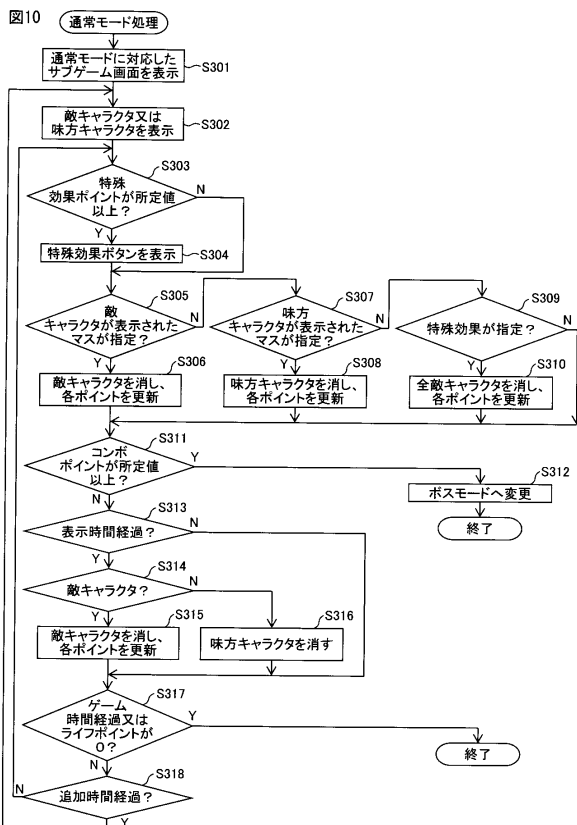 図10
通常モード処理
通常モードに対応した
サブゲーム画面を表示
S301
敵キャラクタ又は
味方キャラクタを表示
S302
S303
特殊
効果ポイントが所定値
以上?
N
Y
特殊効果ボタンを表示
S304
S305
敵
キャラクタが表示された
マスが指定?
N
Y
S306
敵キャラクタを消し、
各ポイントを更新
S307
味方
キャラクタが表示された
マスが指定?
N
Y
S308
味方キャラクタを消し、
各ポイントを更新
S309
特殊効果が指定?
N
Y
S310
全敵キャラクタを消し、
各ポイントを更新
S311
コンボ
ポイントが所定値
以上?
Y
N
S312
ボスモードへ変更
終了
S313
表示時間経過?
N
Y
S314
敵キャラクタ?
N
Y
S315
敵キャラクタを消し、
各ポイントを更新
S316
味方キャラクタを消す
S317
ゲーム
時間経過又は
ライフポイントが
0?
Y
N
終了
S318
追加時間経過?
N
Y